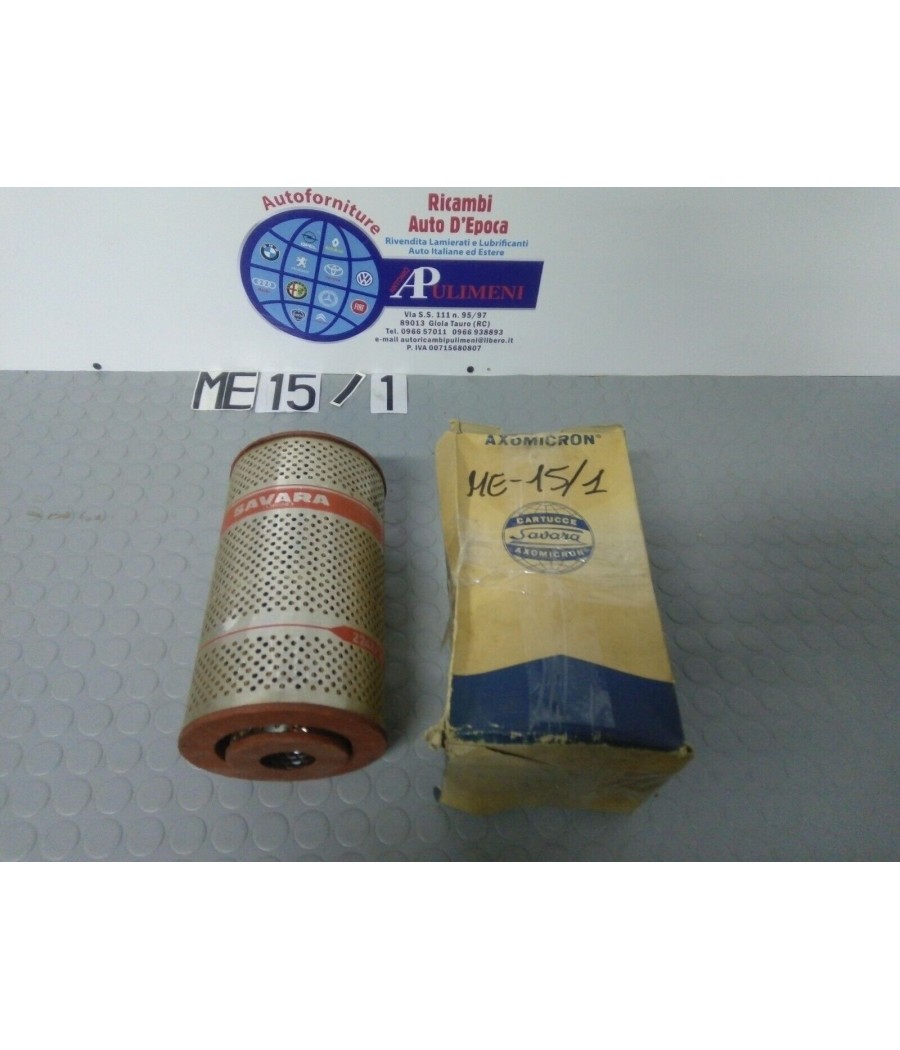 Autoforniture
Ricambi
Auto D'Epoca
Rivendita Lamierati e Lubrificanti
Auto Italiane ed Estere
APULIMENI
Via S.S. 111 n. 95/97
89013 Gioia Tauro (RC)
Tel. 0966 57011 0966 938893
e-mail autoricambipulimeni@libero.it
P. IVA 00715680807
ME 15 / 1
AXOMICRON
ME-15/1
CARTUCCE
Savara
AXOMICRON
SAVARA